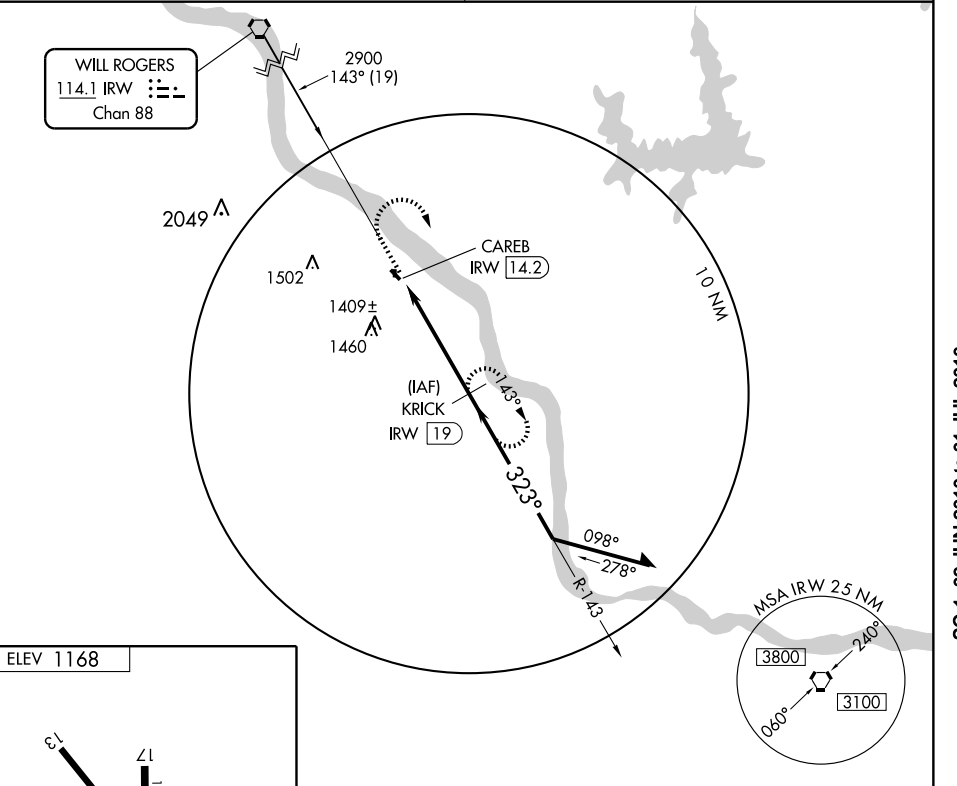 WILL ROGERS
114.1 IRW
Chan 88
2900
143° (19)
2049
1502
CAREB
IRW 14.2
10 NM
1409±
1460
(IAF)
KRICK
IRW 19
143°
323°
098°
278°
R-143
MSA IRW 25 NM
3800
240°
3100
060°
ELEV 1168
13
17